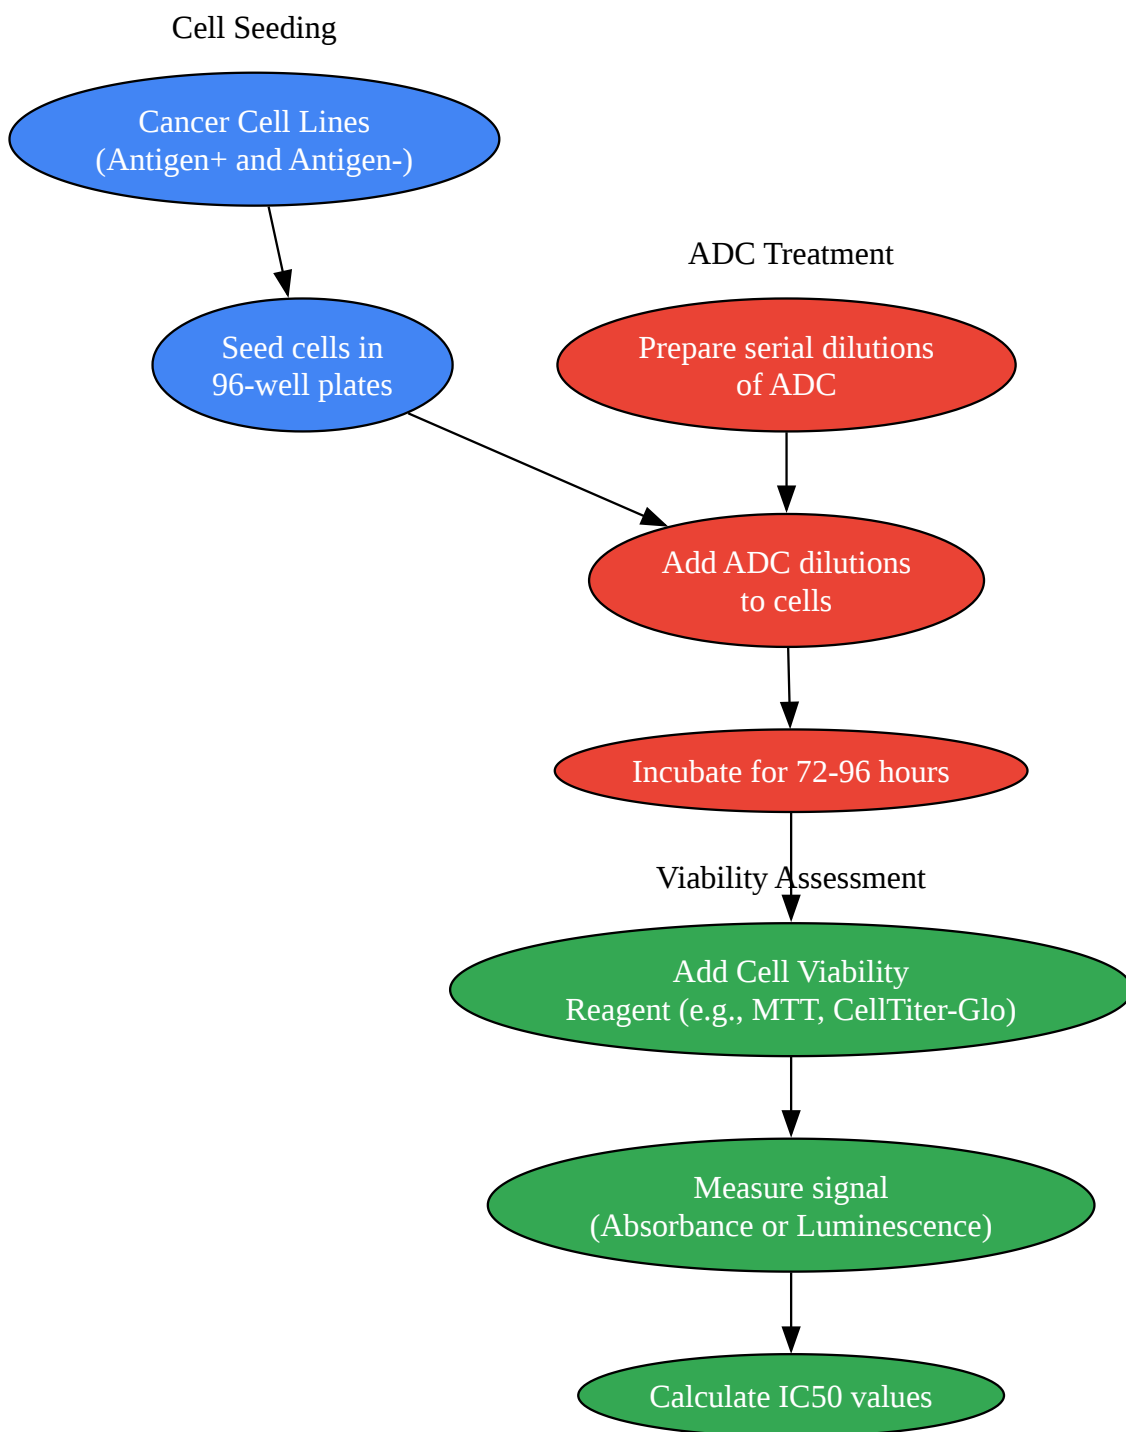 Cell Seeding
Cancer Cell Lines
(Antigen+ and Antigen-)
Seed cells in
96-well plates
ADC Treatment
Prepare serial dilutions
of ADC
Add ADC dilutions
to cells
Incubate for 72-96 hours
Viability Assessment
Add Cell Viability
Reagent (e.g., MTT, CellTiter-Glo)
Measure signal
(Absorbance or Luminescence)
Calculate IC50 values